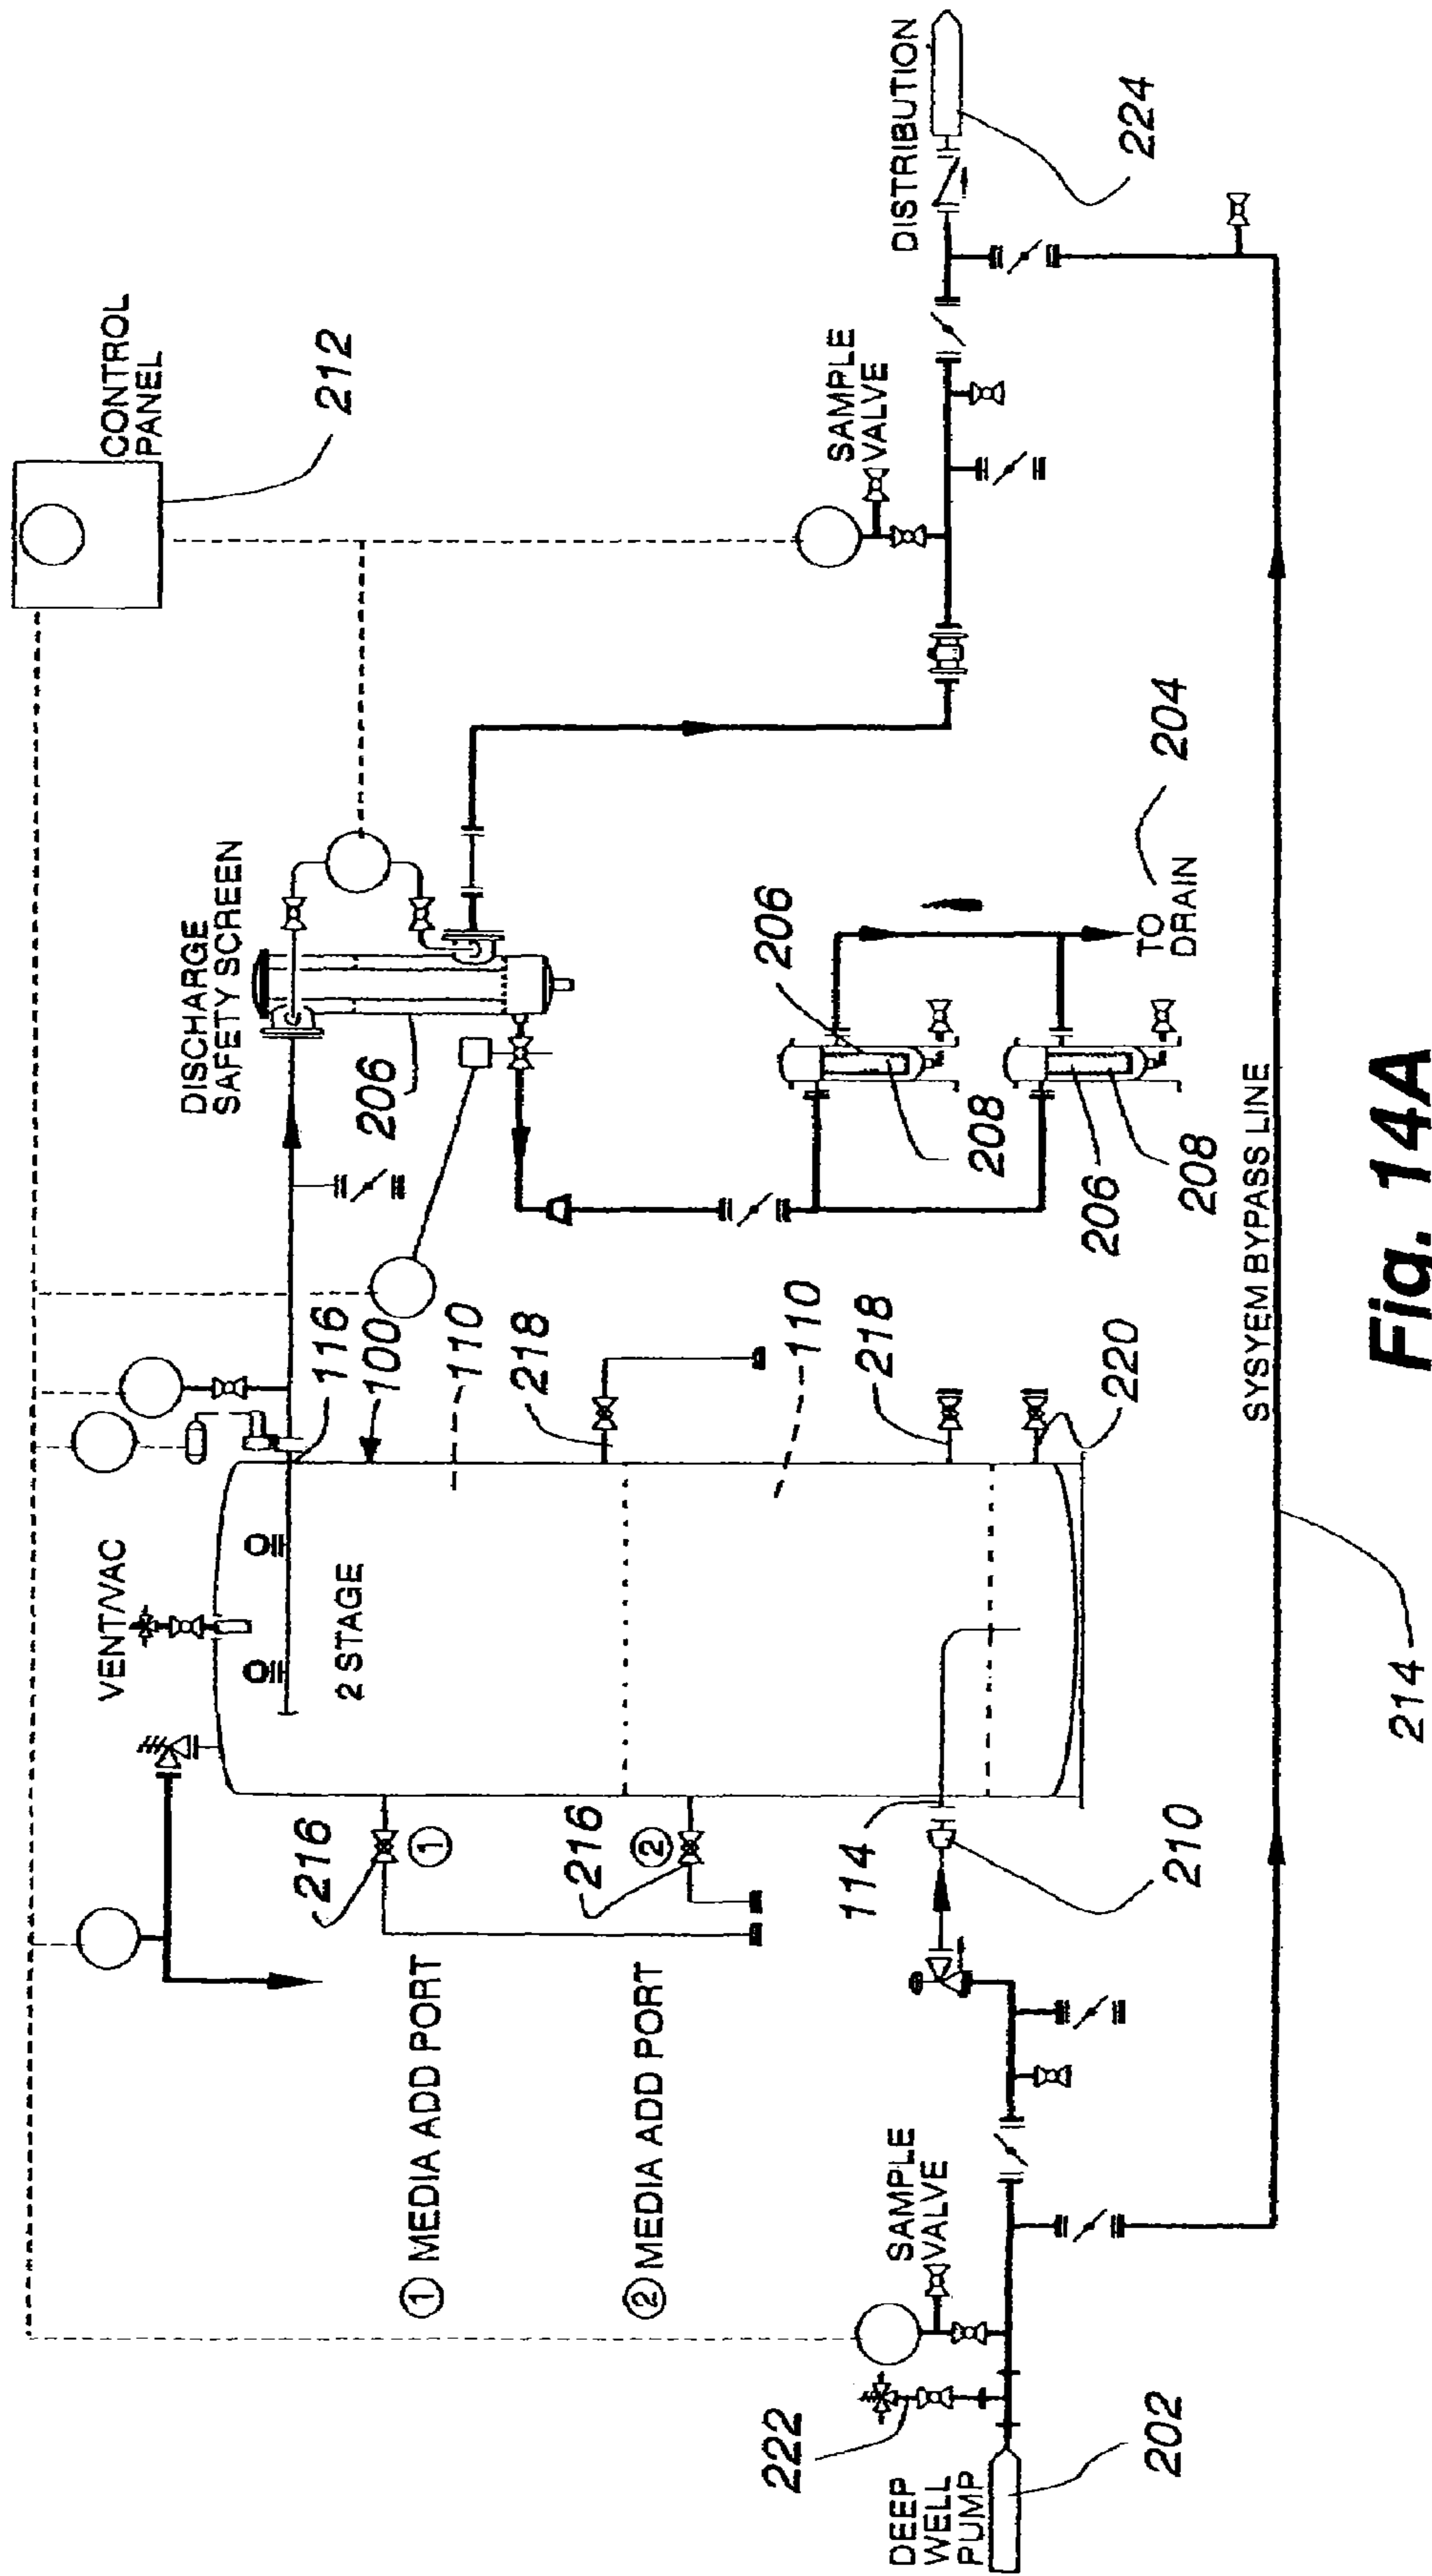 VENT/VAC
CONTROL
PANEL
212
DISCHARGE
SAFETY SCREEN
2 STAGE
216
116
100
206
① MEDIA ADD PORT
①
110
218
216
②
② MEDIA ADD PORT
222
110
206
SAMPLE
VALVE
114
218
DISTRIBUTION
SAMPLE
VALVE
DEEP
WELL
PUMP
208
206
220
224
TO
DRAIN
204
202
210
208
SYSYEM BYPASS LINE
214
Fig. 14A